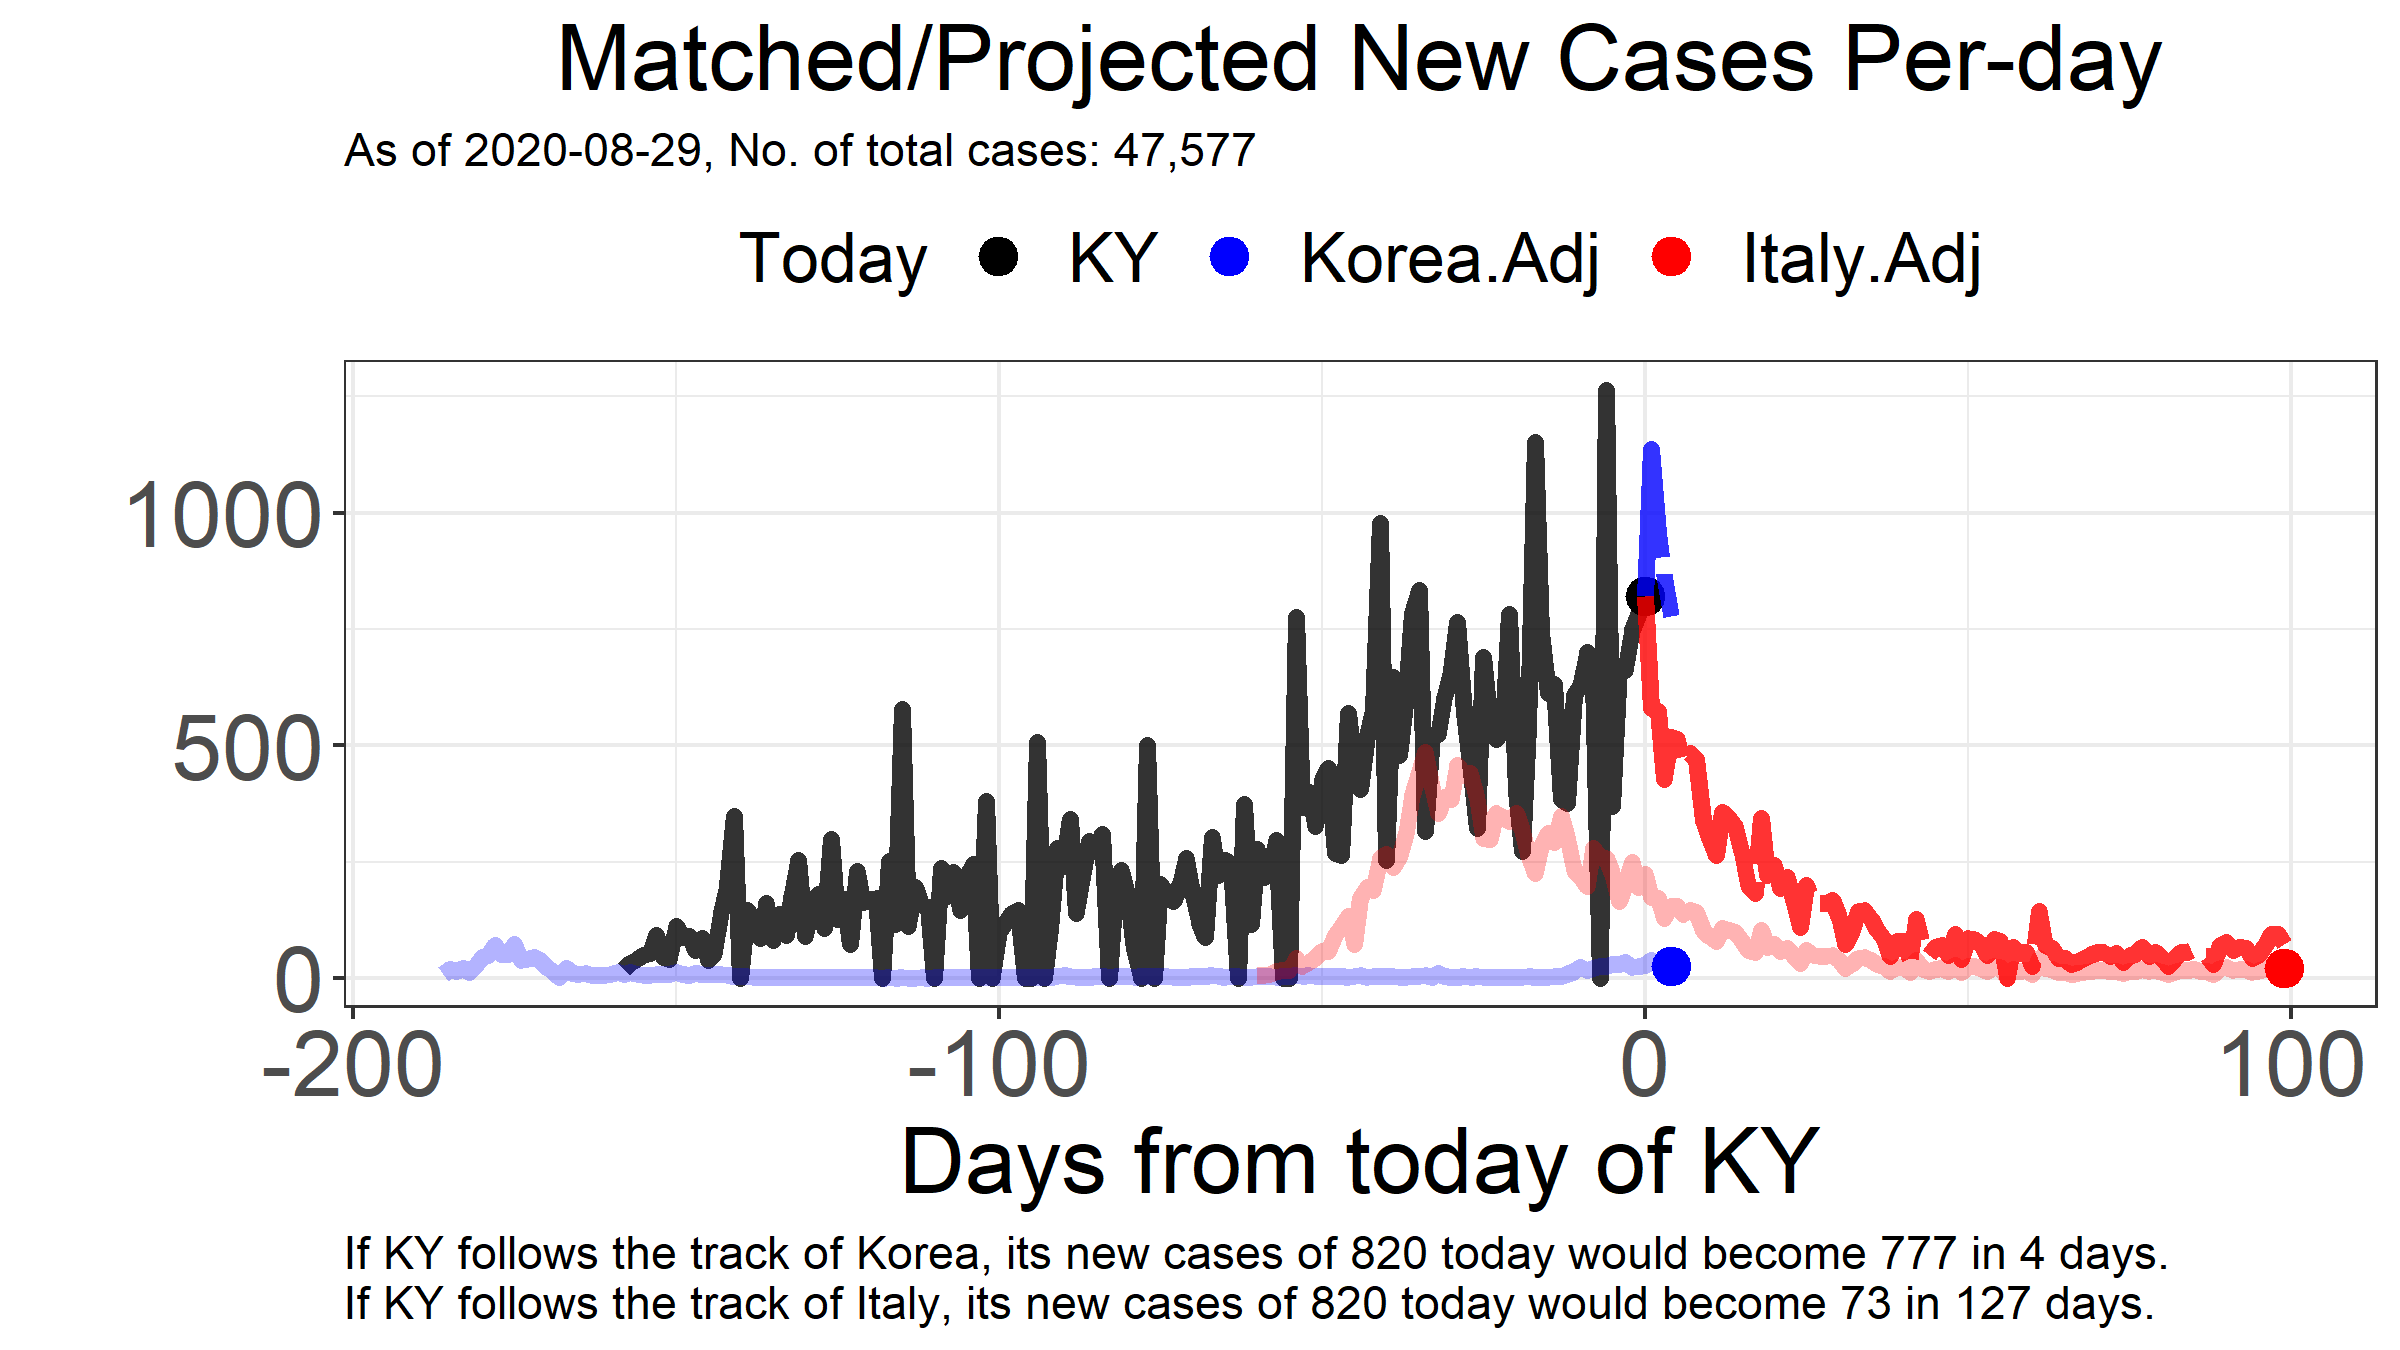 Matched/Projected New Cases Per-day
As of 2020-08-29, No. of total cases: 47,577
Today KY Korea.Adj Italy.Adj
1000
500
0
-200 -100 0 100
Days from today of KY
If KY follows the track of Korea, its new cases of 820 today would become 777 in 4 days.
If KY follows the track of Italy, its new cases of 820 today would become 73 in 127 days.